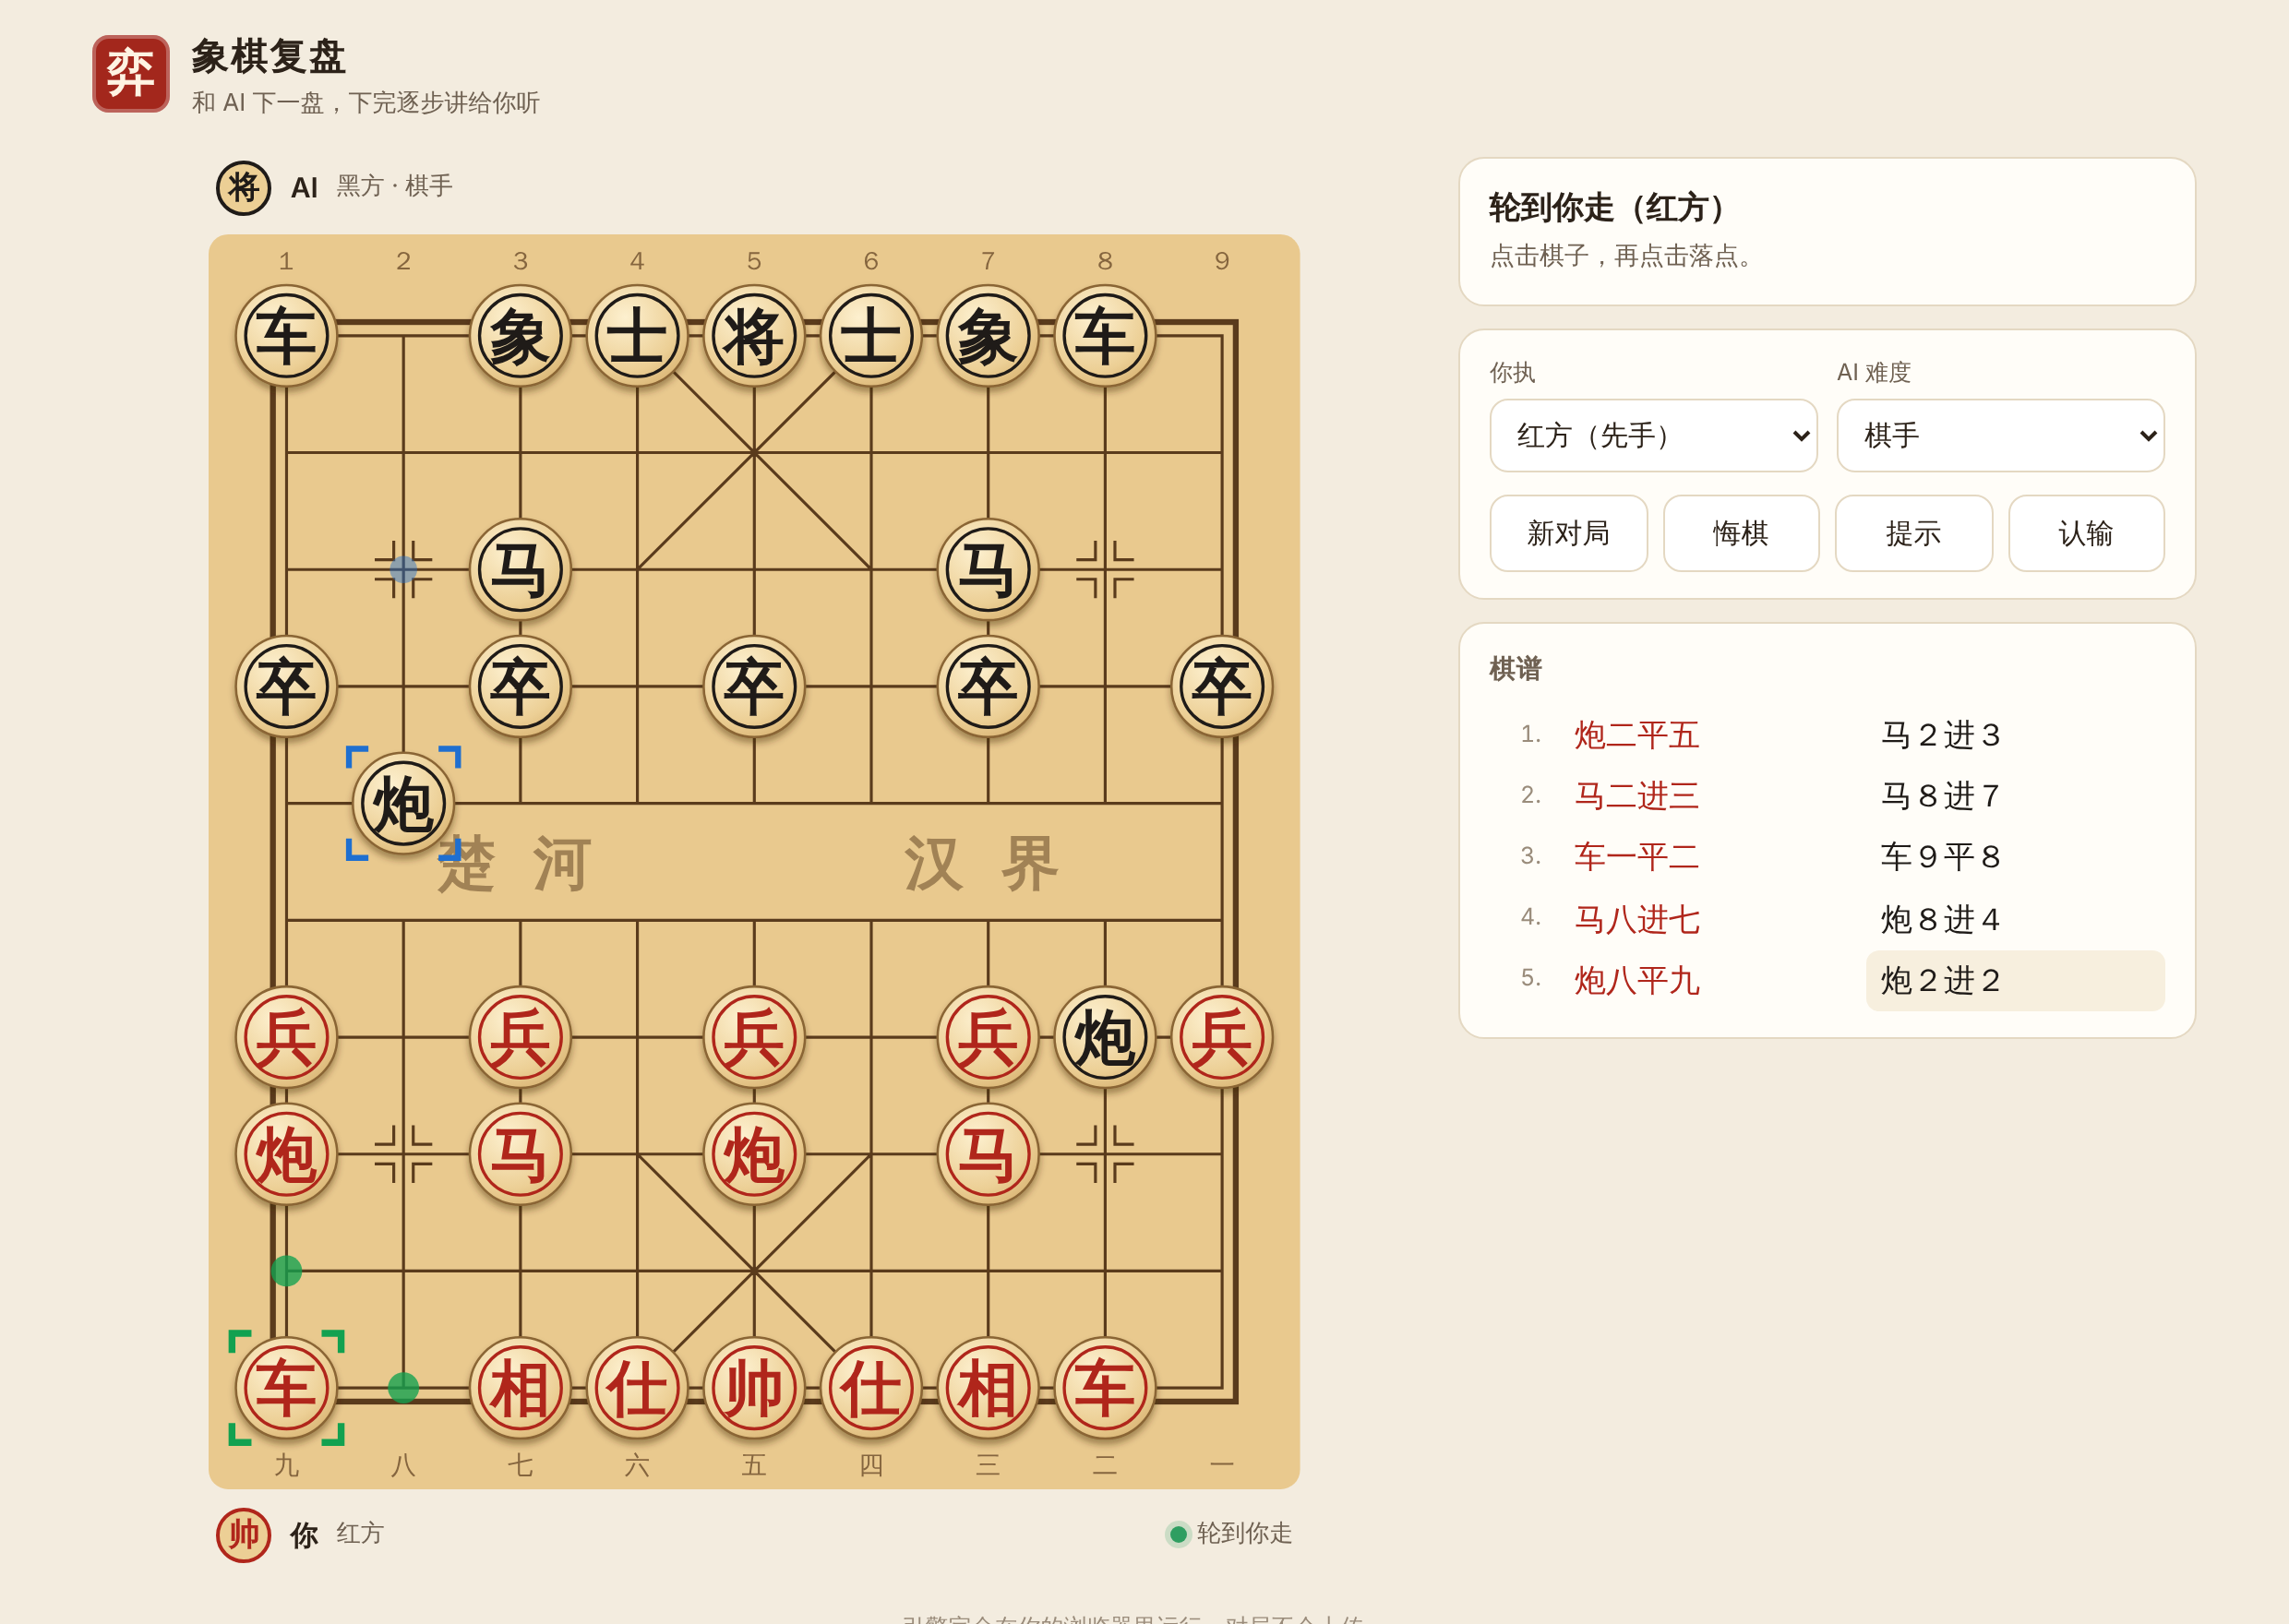 弈
象棋复盘
和 AI 下一盘，下完逐步讲给你听
将 AI 黑方 · 棋手
1 2 3 4 5 6 7 8 9
车 象 士 将 士 象 车
马 马
卒 卒 卒 卒 卒
炮
楚 河 汉 界
兵 兵 兵 兵 炮 兵
炮 马 炮 马
车 相 仕 帅 仕 相 车
九 八 七 六 五 四 三 二 一
帅 你 红方 轮到你走
轮到你走（红方）
点击棋子，再点击落点。
你执 AI 难度
红方（先手） 棋手
新对局 悔棋 提示 认输
棋谱
1. 炮二平五 马２进３
2. 马二进三 马８进７
3. 车一平二 车９平８
4. 马八进七 炮８进４
5. 炮八平九 炮２进２